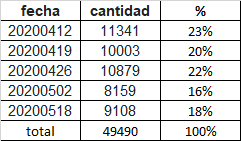 fecha cantidad %
20200412 11341 23%
20200419 10003 20%
20200426 10879 22%
20200502 8159 16%
20200518 9108 18%
total 49490 100%